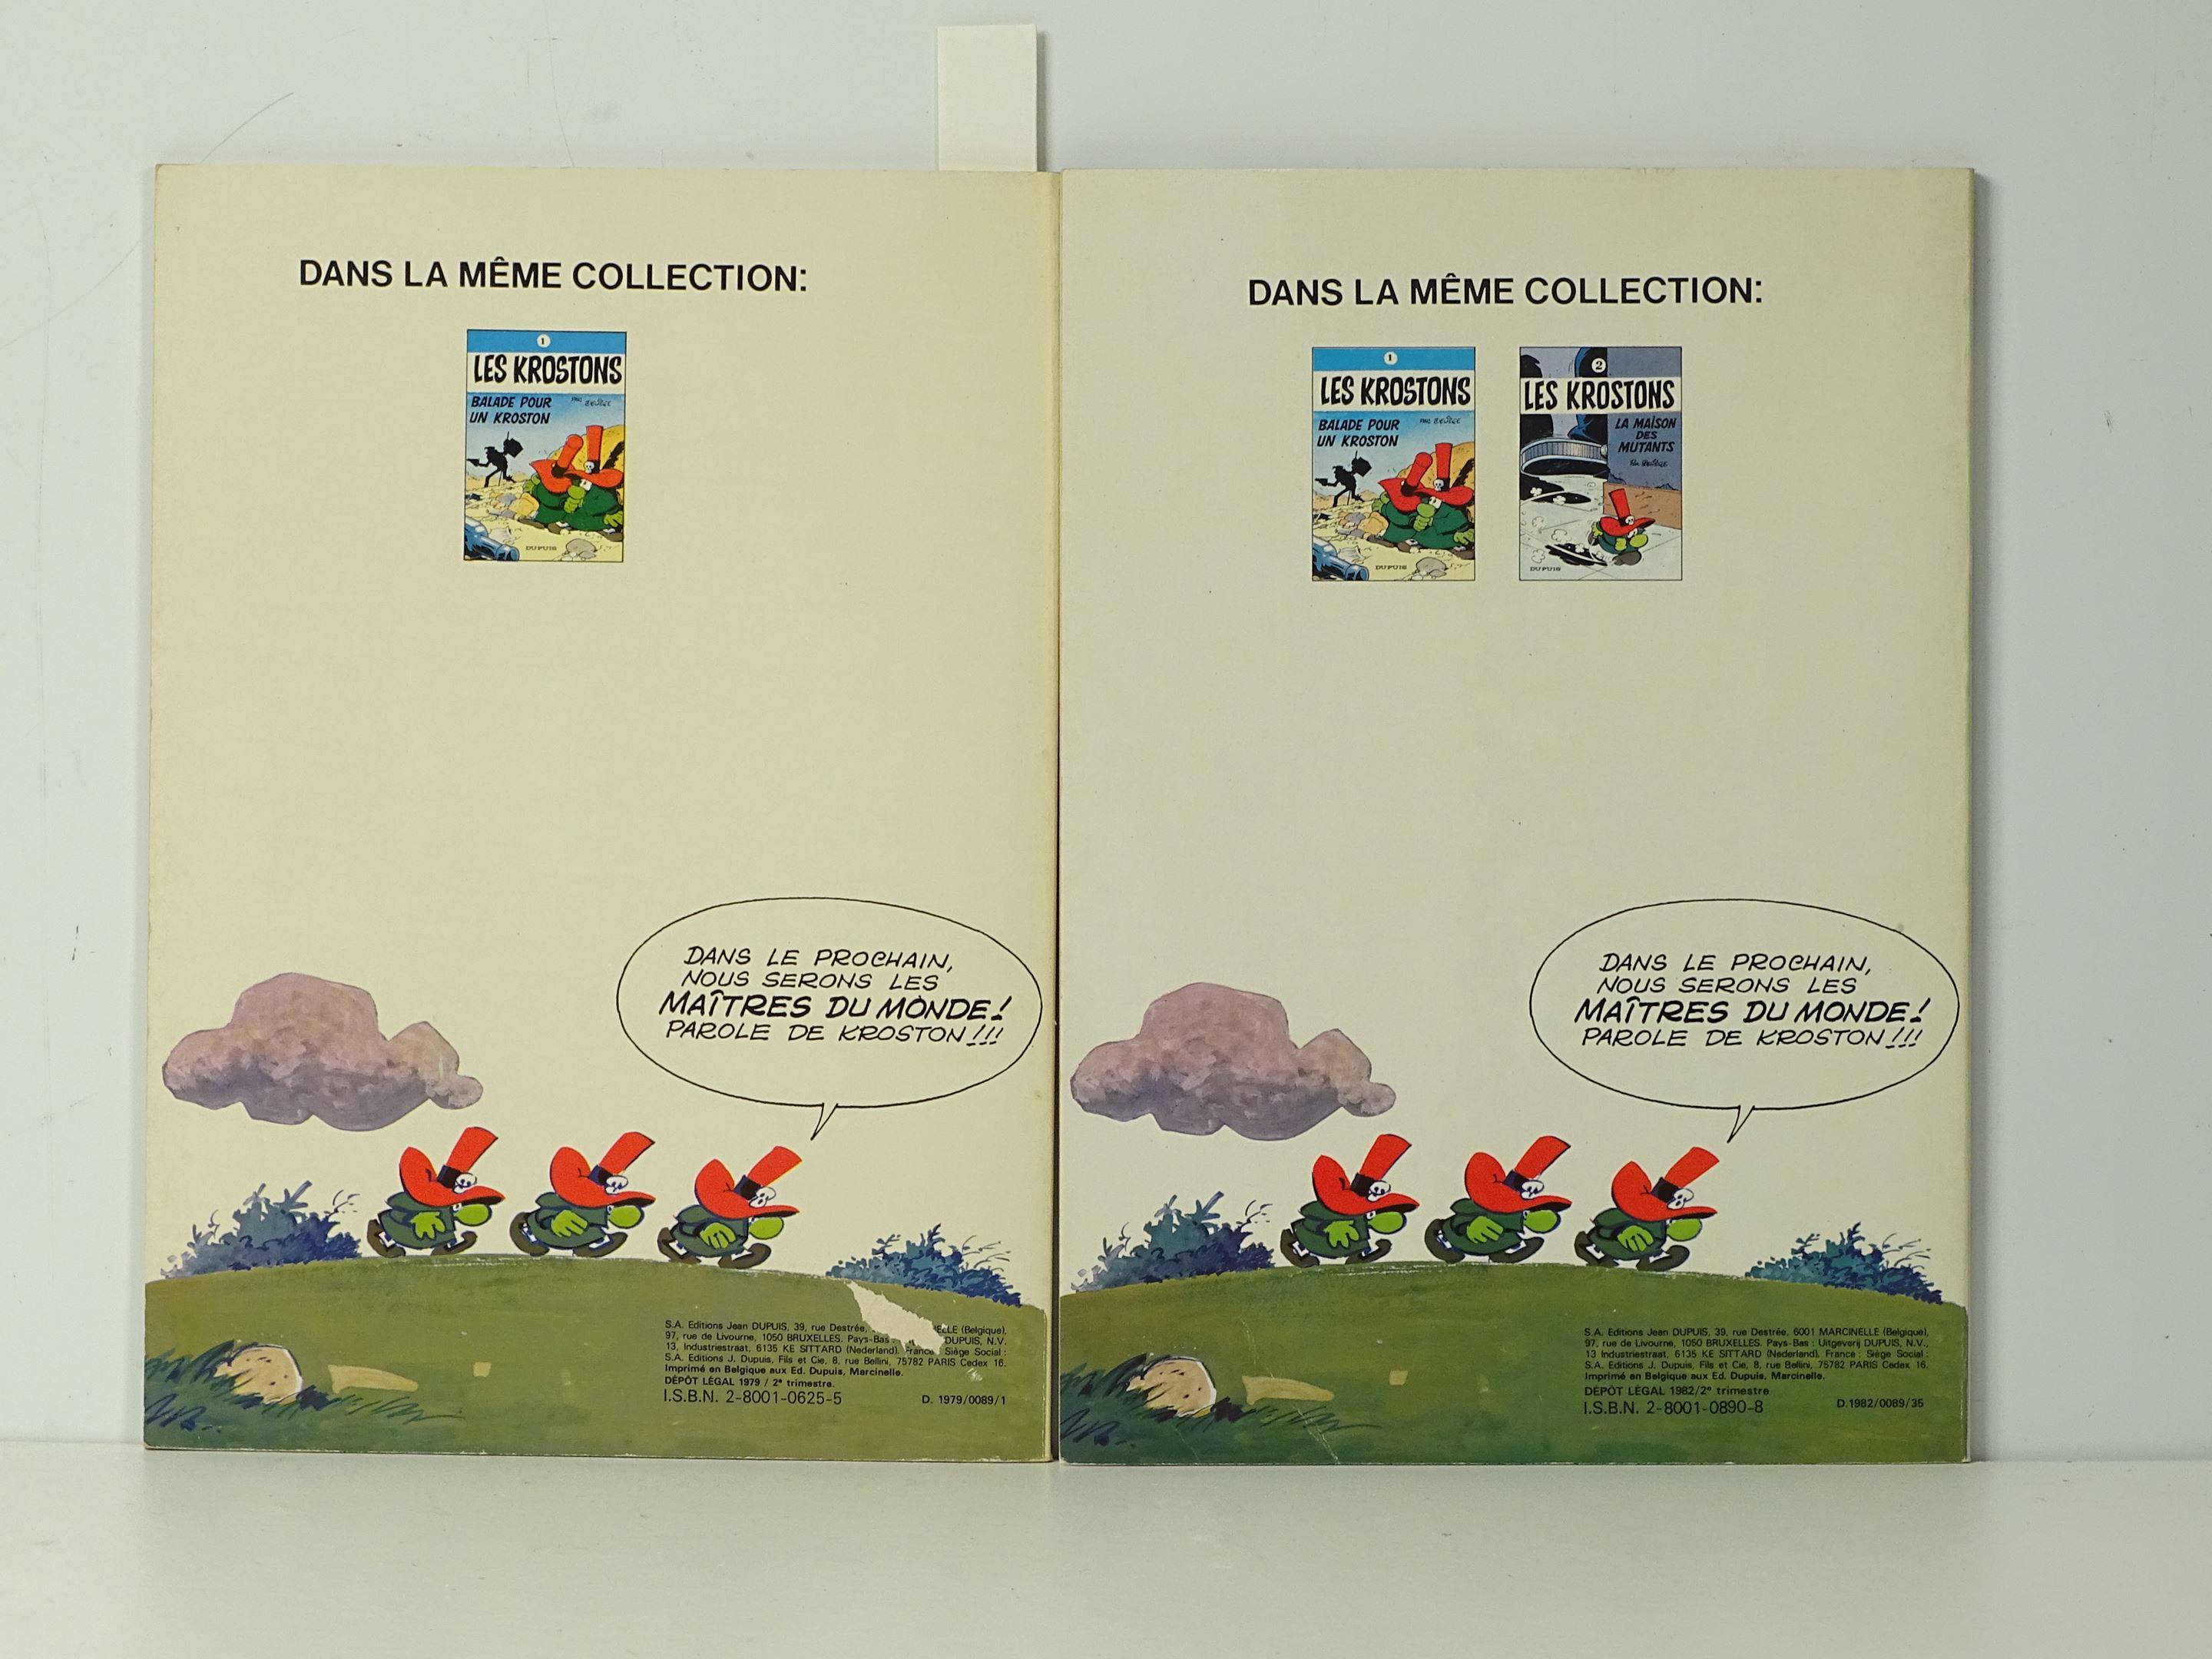 DANS LA MÊME COLLECTION:
1
LES KROSTONS
BALADE POUR
UN KROSTON
DUPUIS
DANS LE PROCHAIN,
NOUS SERONS LES
MAÎTRES DU MONDE!
PAROLE DE KROSTON!!!
S.A. Editions Jean DUPUIS, 39, rue Destrée,
97, rue de Livourne, 1050 BRUXELLES. Pays-Bas : DUPUIS, N.V.
13, Industriestraat, 6135 KE SITTARD (Nederland). France Siège Social :
S.A. Editions J. Dupuis, Fils et Cie, 8, rue Bellini, 75782 PARIS Cedex 16.
Imprimé en Belgique aux Ed. Dupuis, Marcinelle.
DÉPÔT LÉGAL 1979 / 2e trimestre.
I.S.B.N. 2-8001-0625-5
D. 1979/0089/1
DANS LA MÊME COLLECTION:
1
LES KROSTONS
BALADE POUR
UN KROSTON
DUPUIS
2
LES KROSTONS
LA MAISON
DES
MUTANTS
DUPUIS
DANS LE PROCHAIN,
NOUS SERONS LES
MAÎTRES DU MONDE!
PAROLE DE KROSTON!!!
S.A. Editions Jean DUPUIS, 39, rue Destrée, 6001 MARCINELLE (Belgique),
97, rue de Livourne, 1050 BRUXELLES. Pays-Bas : Uitgeverij DUPUIS, N.V.,
13 Industriestraat, 6135 KE SITTARD (Nederland). France : Siège Social :
S.A. Editions J. Dupuis, Fils et Cie, 8, rue Bellini, 75782 PARIS Cedex 16.
Imprimé en Belgique aux Ed. Dupuis, Marcinelle.
DÉPÔT LÉGAL 1982/2e trimestre
I.S.B.N. 2-8001-0890-8
D.1982/0089/35